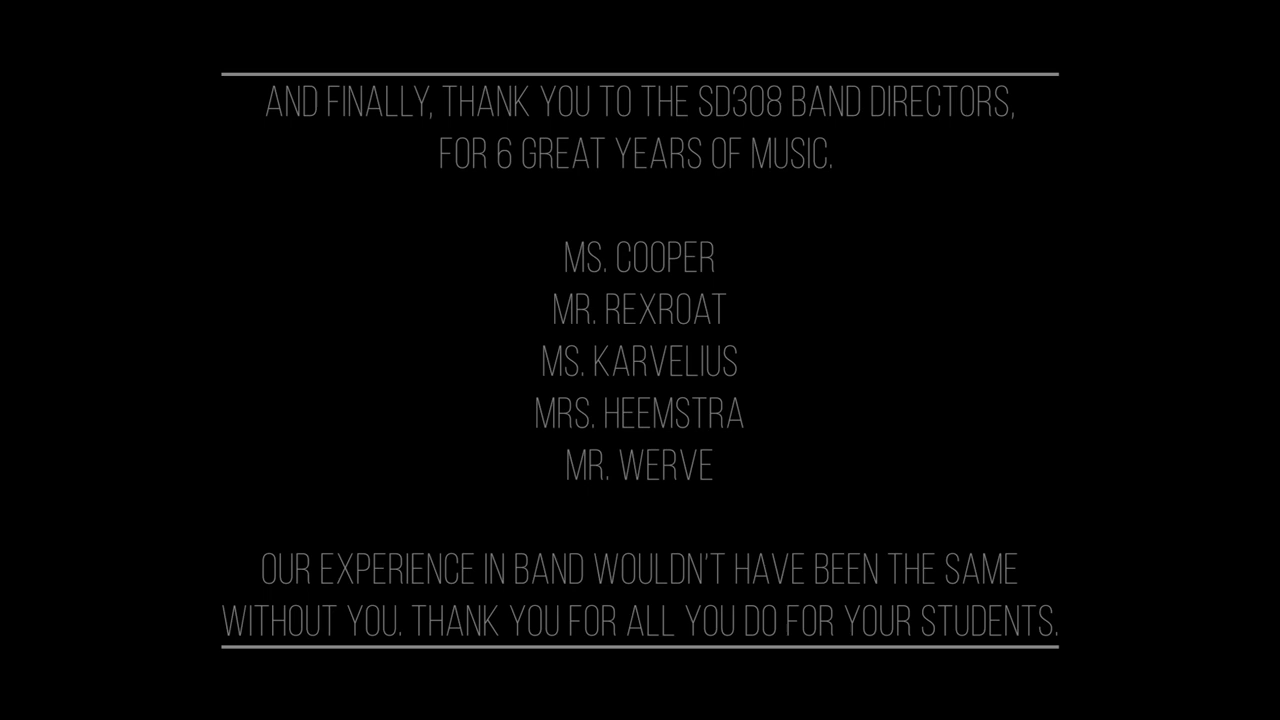 AND FINALLY, THANK YOU TO THE SD308 BAND DIRECTORS,
FOR 6 GREAT YEARS OF MUSIC.
MS. COOPER
MR. REXROAT
MS. KARVELIUS
MRS. HEEMSTRA
MR. WERVE
OUR EXPERIENCE IN BAND WOULDN'T HAVE BEEN THE SAME
WITHOUT YOU. THANK YOU FOR ALL YOU DO FOR YOUR STUDENTS.